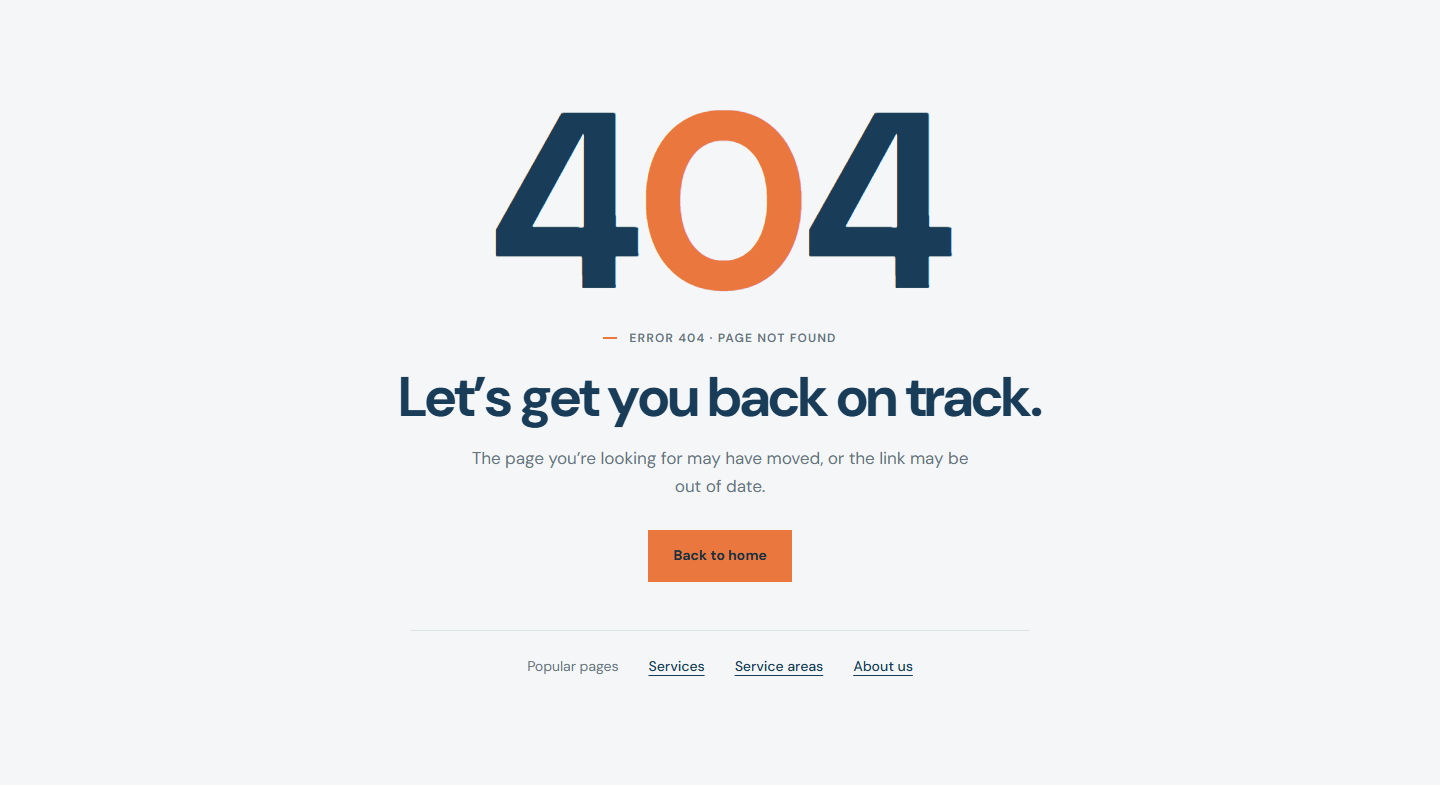 404
ERROR 404 · PAGE NOT FOUND
Let’s get you back on track.
The page you’re looking for may have moved, or the link may be
out of date.
Back to home
Popular pages Services Service areas About us